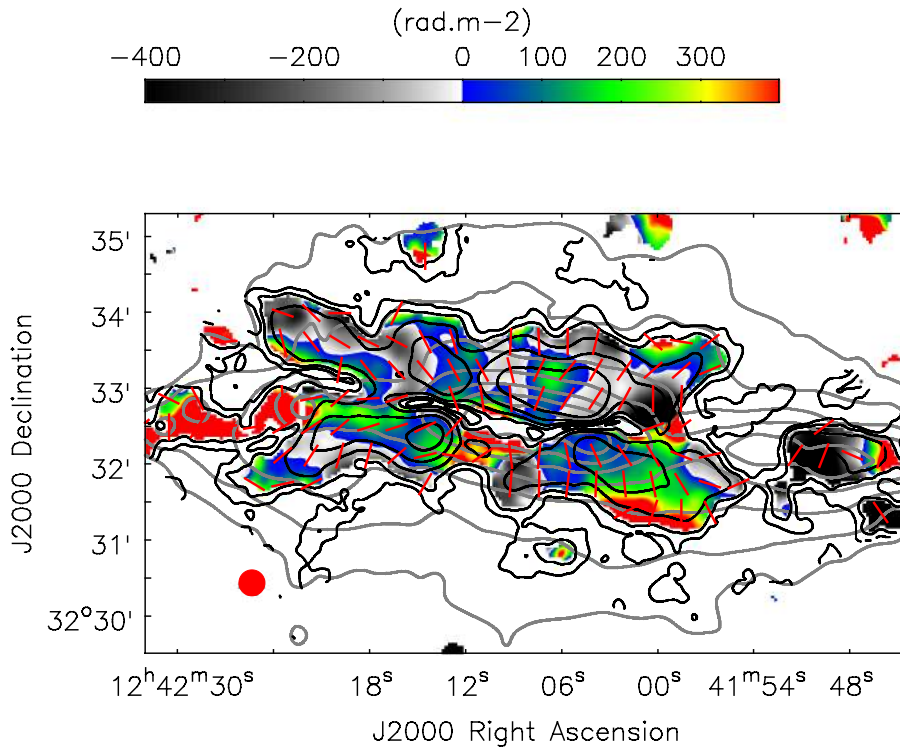 (rad.m−2)
−400 −200 0 100 200 300
35'
34'
33'
32'
31'
32°30'
J2000 Declination
12ʰ42ᵐ30ˢ 18ˢ 12ˢ 06ˢ 00ˢ 41ᵐ54ˢ 48ˢ
J2000 Right Ascension